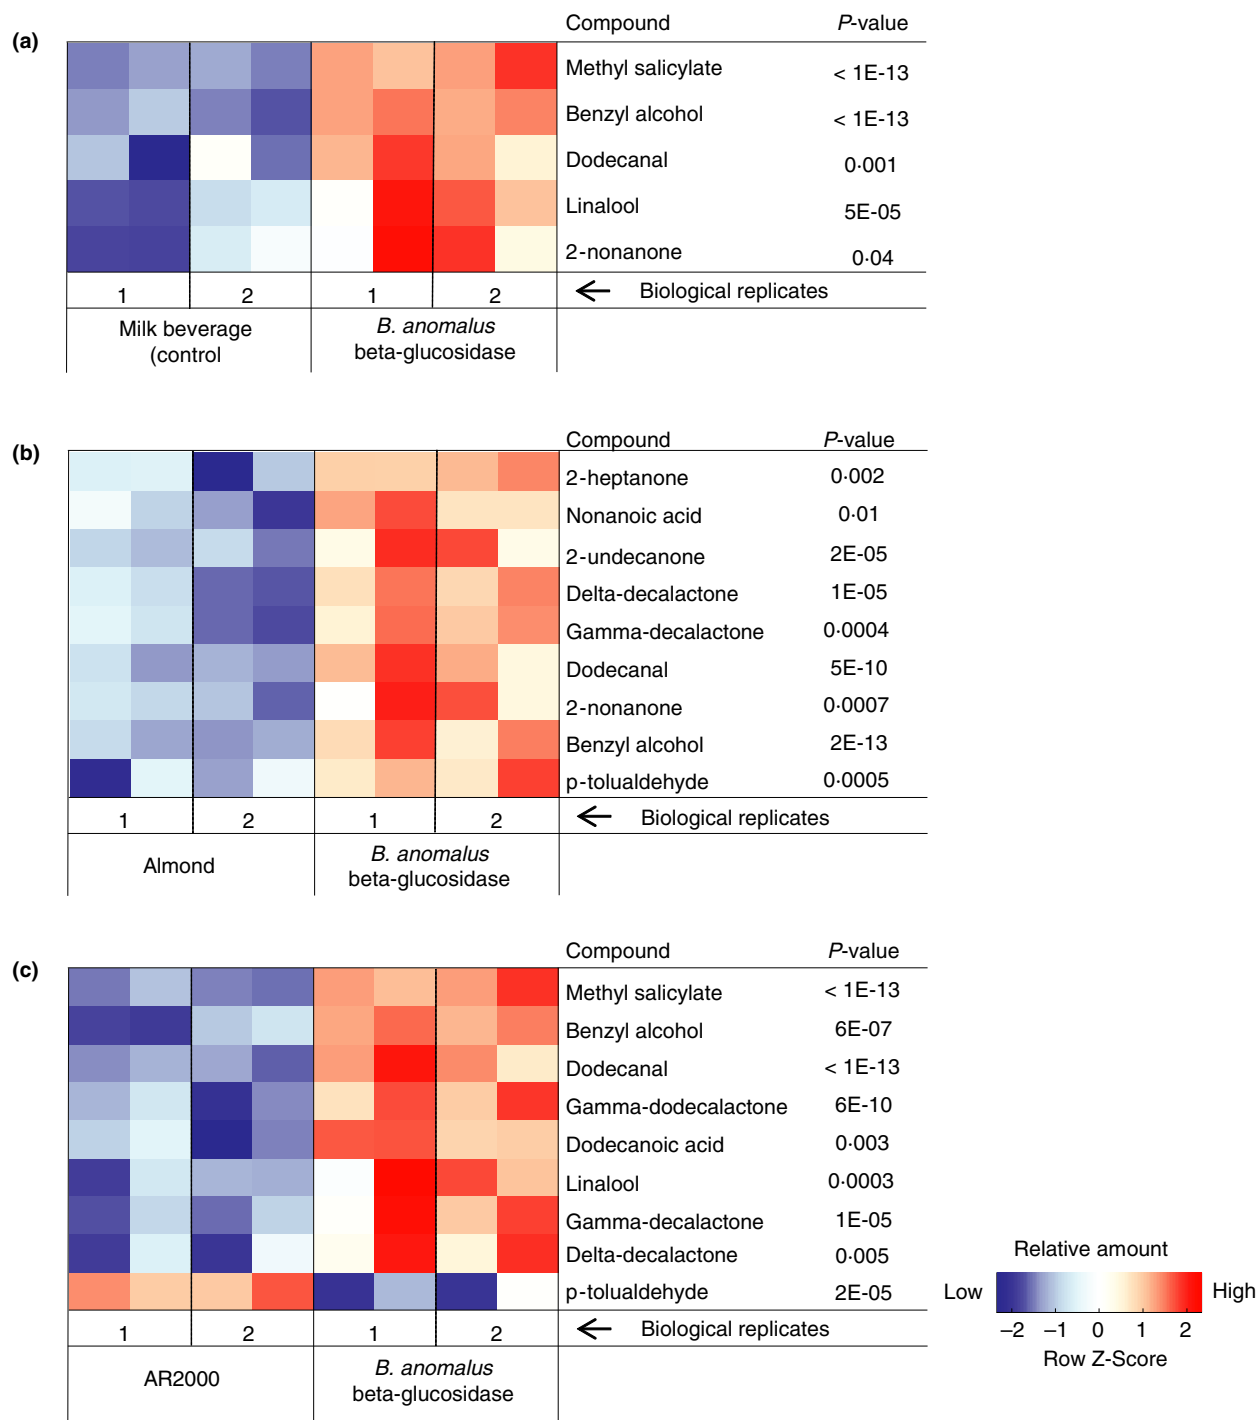 Compound P-value
(a)
Methyl salicylate < 1E-13
Benzyl alcohol < 1E-13
Dodecanal 0·001
Linalool 5E-05
2-nonanone 0·04
1 2 1 2 ← Biological replicates
Milk beverage
(control
B. anomalus
beta-glucosidase
Compound P-value
(b)
2-heptanone 0·002
Nonanoic acid 0·01
2-undecanone 2E-05
Delta-decalactone 1E-05
Gamma-decalactone 0·0004
Dodecanal 5E-10
2-nonanone 0·0007
Benzyl alcohol 2E-13
p-tolualdehyde 0·0005
1 2 1 2 ← Biological replicates
Almond
B. anomalus
beta-glucosidase
Compound P-value
(c)
Methyl salicylate < 1E-13
Benzyl alcohol 6E-07
Dodecanal < 1E-13
Gamma-dodecalactone 6E-10
Dodecanoic acid 0·003
Linalool 0·0003
Gamma-decalactone 1E-05
Delta-decalactone 0·005
p-tolualdehyde 2E-05
1 2 1 2 ← Biological replicates
AR2000
B. anomalus
beta-glucosidase
Relative amount
Low High
−2 −1 0 1 2
Row Z-Score